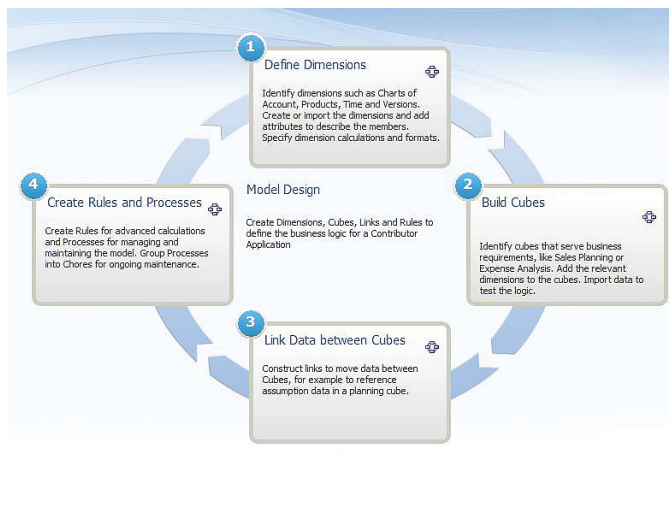 1
Define Dimensions
Identify dimensions such as Charts of
Account, Products, Time and Versions.
Create or import the dimensions and add
attributes to describe the members.
Specify dimension calculations and formats.
4
Create Rules and Processes
Create Rules for advanced calculations
and Processes for managing and
maintaining the model. Group Processes
into Chores for ongoing maintenance.
Model Design
Create Dimensions, Cubes, Links and Rules to
define the business logic for a Contributor
Application
2
Build Cubes
Identify cubes that serve business
requirements, like Sales Planning or
Expense Analysis. Add the relevant
dimensions to the cubes. Import data to
test the logic.
3
Link Data between Cubes
Construct links to move data between
Cubes, for example to reference
assumption data in a planning cube.